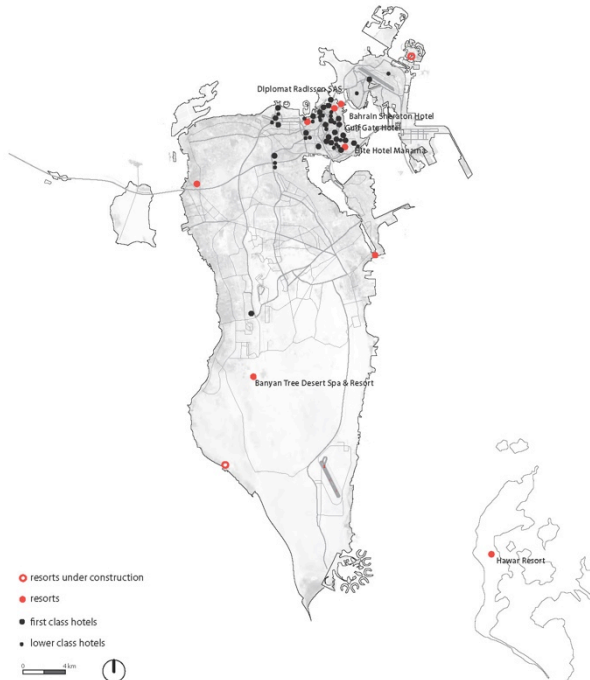 Diplomat Radisson SAS
Bahrain Sheraton Hotel
Gulf Gate Hotel
Elite Hotel Manama
Banyan Tree Desert Spa & Resort
Hawar Resort
resorts under construction
resorts
first class hotels
lower class hotels
0 4 km